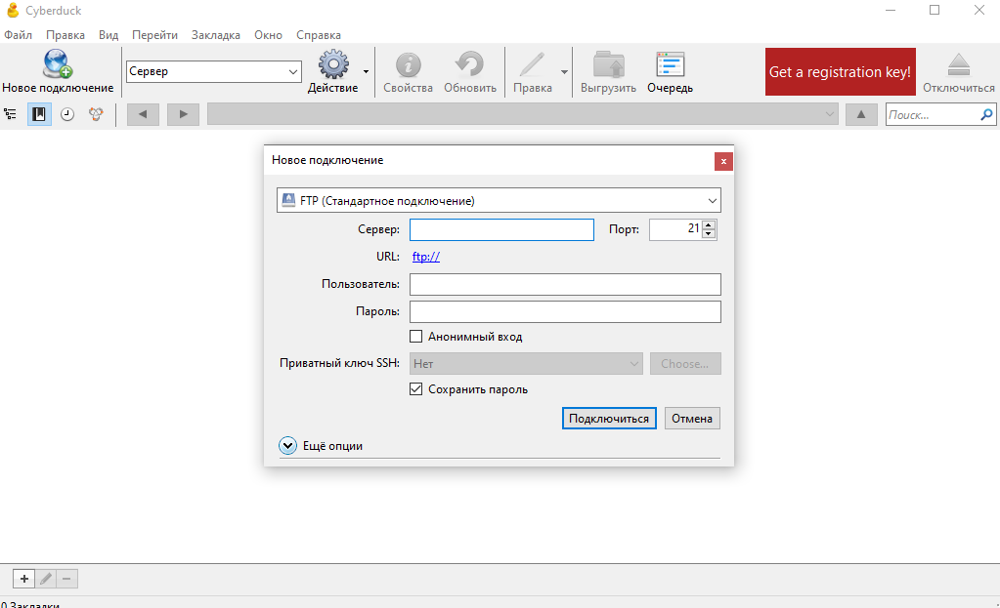 Cyberduck
Файл Правка Вид Перейти Закладка Окно Справка
Новое подключение
Сервер
Действие
Свойства
Обновить
Правка
Выгрузить
Очередь
Get a registration key!
Отключиться
Поиск...
Новое подключение
x
FTP (Стандартное подключение)
Сервер:
Порт: 21
URL: ftp://
Пользователь:
Пароль:
Анонимный вход
Приватный ключ SSH: Нет Choose...
Сохранить пароль
Подключиться Отмена
Ещё опции
0 Закладки